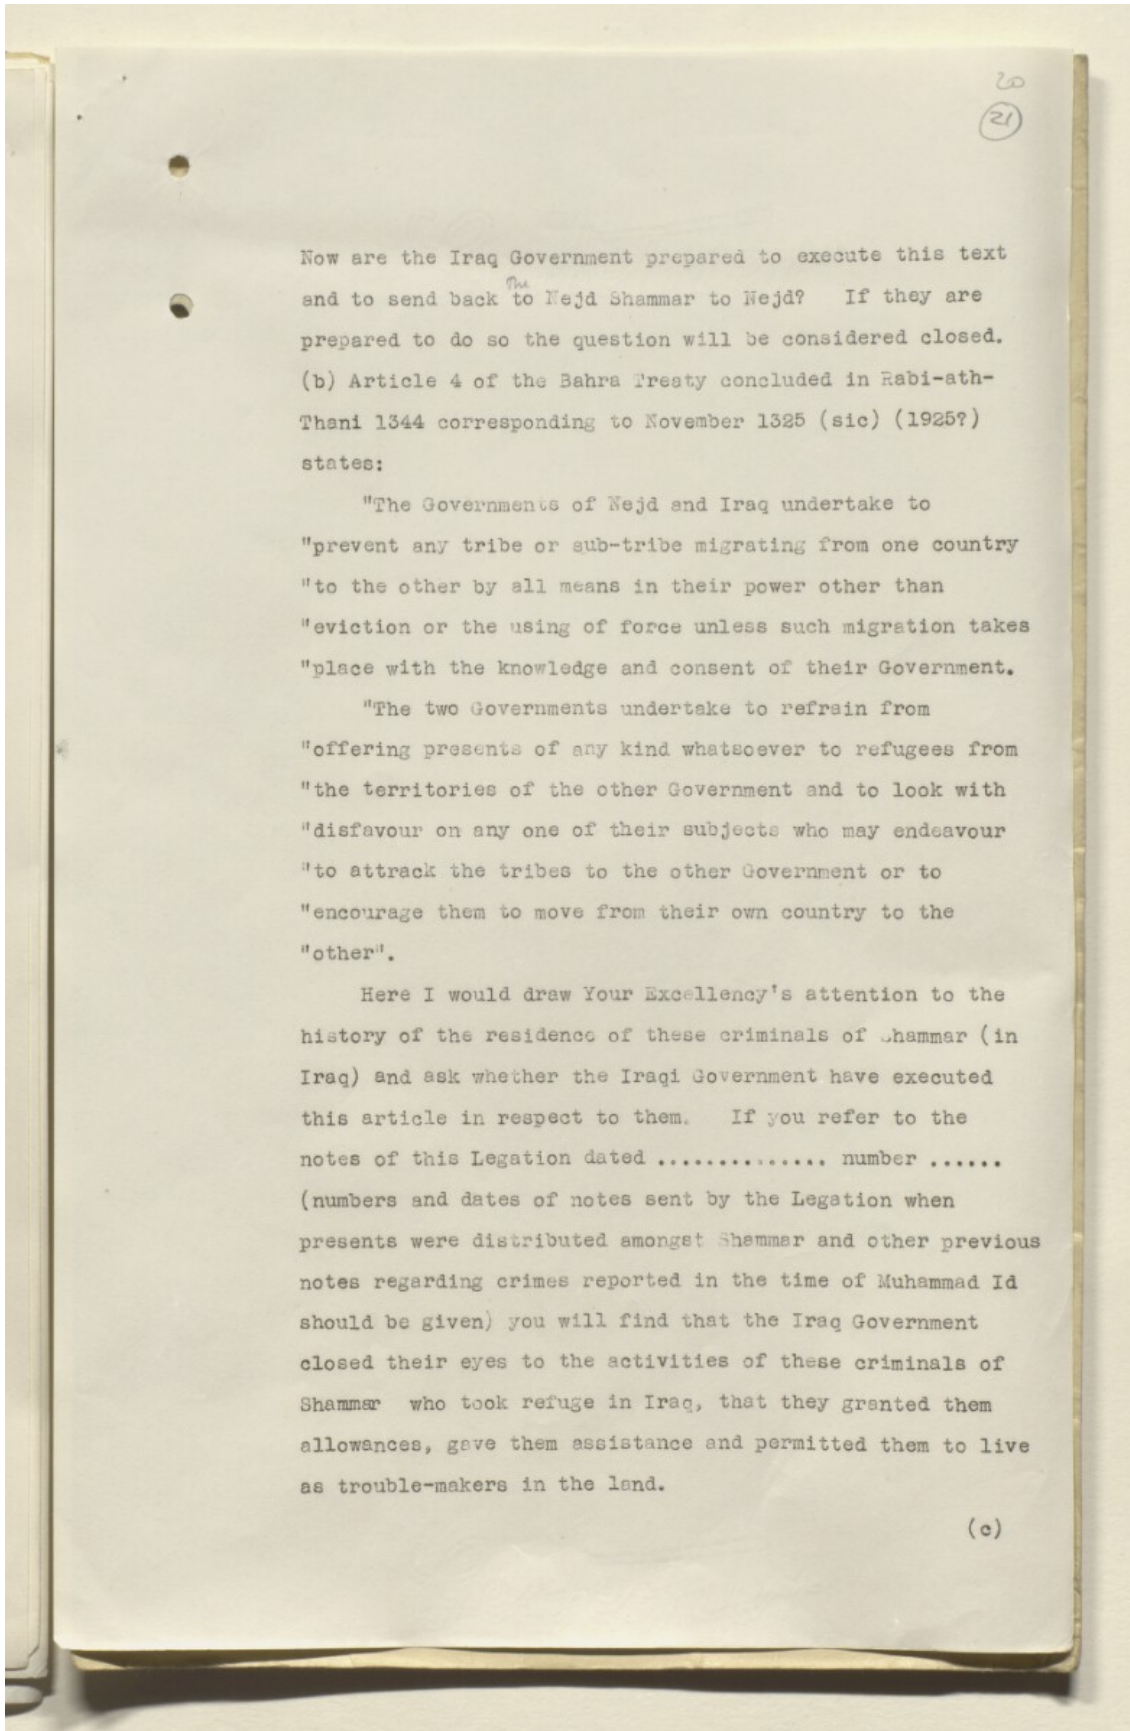 20
21
Now are the Iraq Government prepared to execute this text
the
and to send back to Nejd Shammar to Nejd? If they are
prepared to do so the question will be considered closed.
(b) Article 4 of the Bahra Treaty concluded in Rabi-ath-
Thani 1344 corresponding to November 1325 (sic) (1925?)
states:
"The Governments of Nejd and Iraq undertake to
"prevent any tribe or sub-tribe migrating from one country
"to the other by all means in their power other than
"eviction or the using of force unless such migration takes
"place with the knowledge and consent of their Government.
"The two Governments undertake to refrain from
"offering presents of any kind whatsoever to refugees from
"the territories of the other Government and to look with
"disfavour on any one of their subjects who may endeavour
"to attrack the tribes to the other Government or to
"encourage them to move from their own country to the
"other".
Here I would draw Your Excellency's attention to the
history of the residence of these criminals of Shammar (in
Iraq) and ask whether the Iraqi Government have executed
this article in respect to them. If you refer to the
notes of this Legation dated .............. number ......
(numbers and dates of notes sent by the Legation when
presents were distributed amongst Shammar and other previous
notes regarding crimes reported in the time of Muhammad Id
should be given) you will find that the Iraq Government
closed their eyes to the activities of these criminals of
Shammar who took refuge in Iraq, that they granted them
allowances, gave them assistance and permitted them to live
as trouble-makers in the land.
(c)